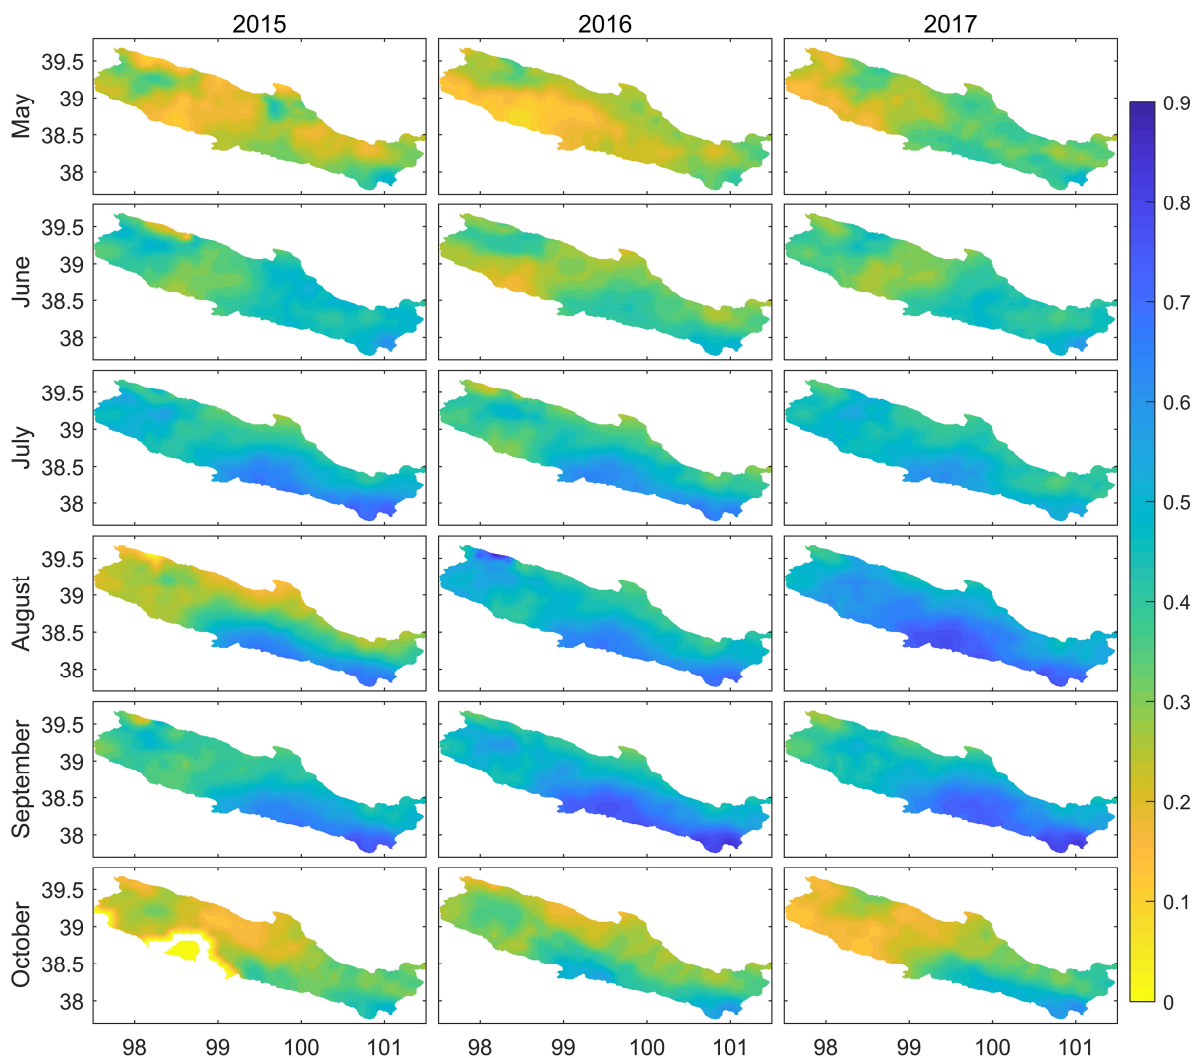 2015 2016 2017
May 39.5 39 38.5 38
June 39.5 39 38.5 38
July 39.5 39 38.5 38
August 39.5 39 38.5 38
September 39.5 39 38.5 38
October 39.5 39 38.5 38
98 99 100 101 98 99 100 101 98 99 100 101
0.9
0.8
0.7
0.6
0.5
0.4
0.3
0.2
0.1
0